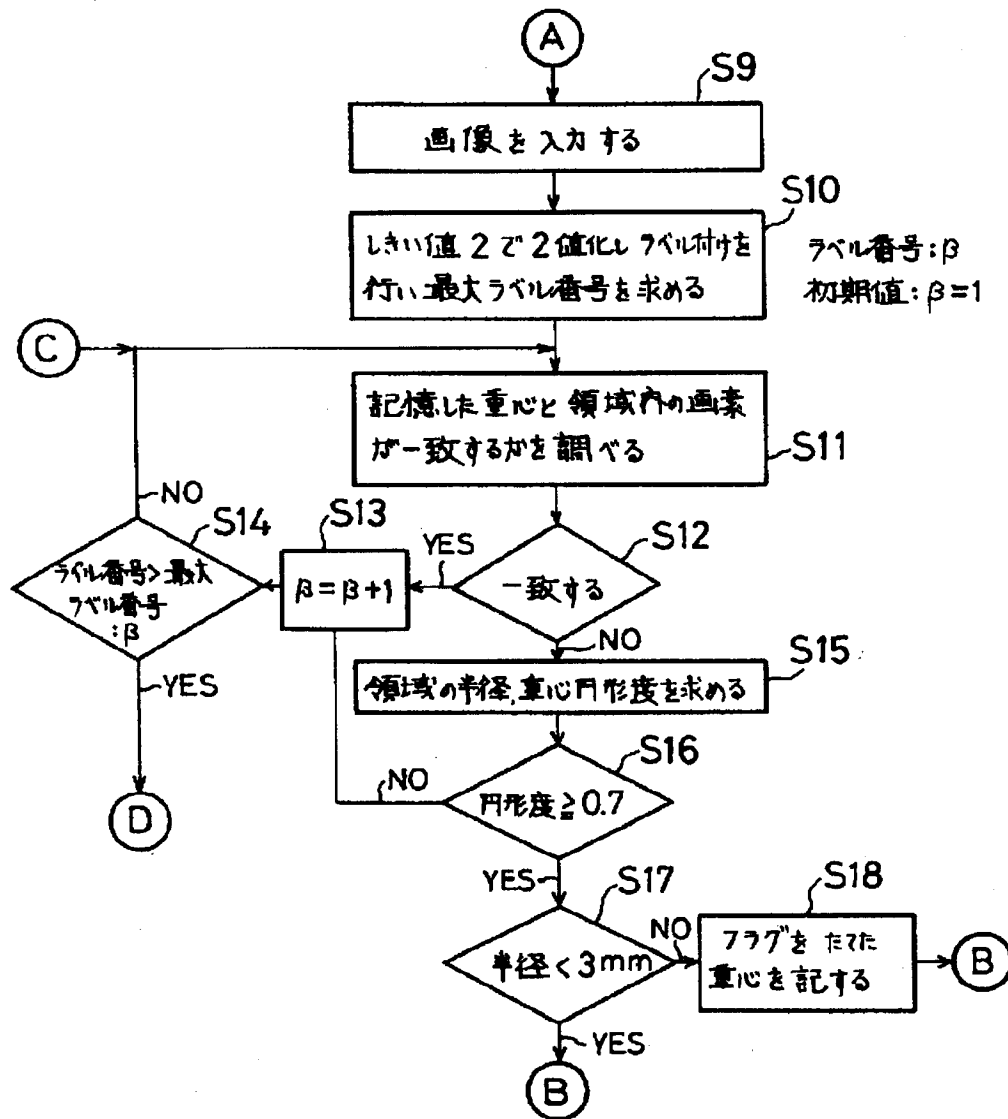 A
S9
画像を入力する
S10
しきい値2で2値化しラベル付けを
行い最大ラベル番号を求める
ラベル番号:β
初期値:β=1
C
記憶した重心と領域内の画素
が一致するかを調べる
S11
NO
S14
S13
S12
YES
ラベル番号>最大
ラベル番号
:β
β=β+1
一致する
NO
S15
YES
領域の半径,重心円形度を求める
S16
NO
円形度≧0.7
D
YES
S17
S18
NO
フラグをたてた
重心を記する
B
半径<3mm
YES
B